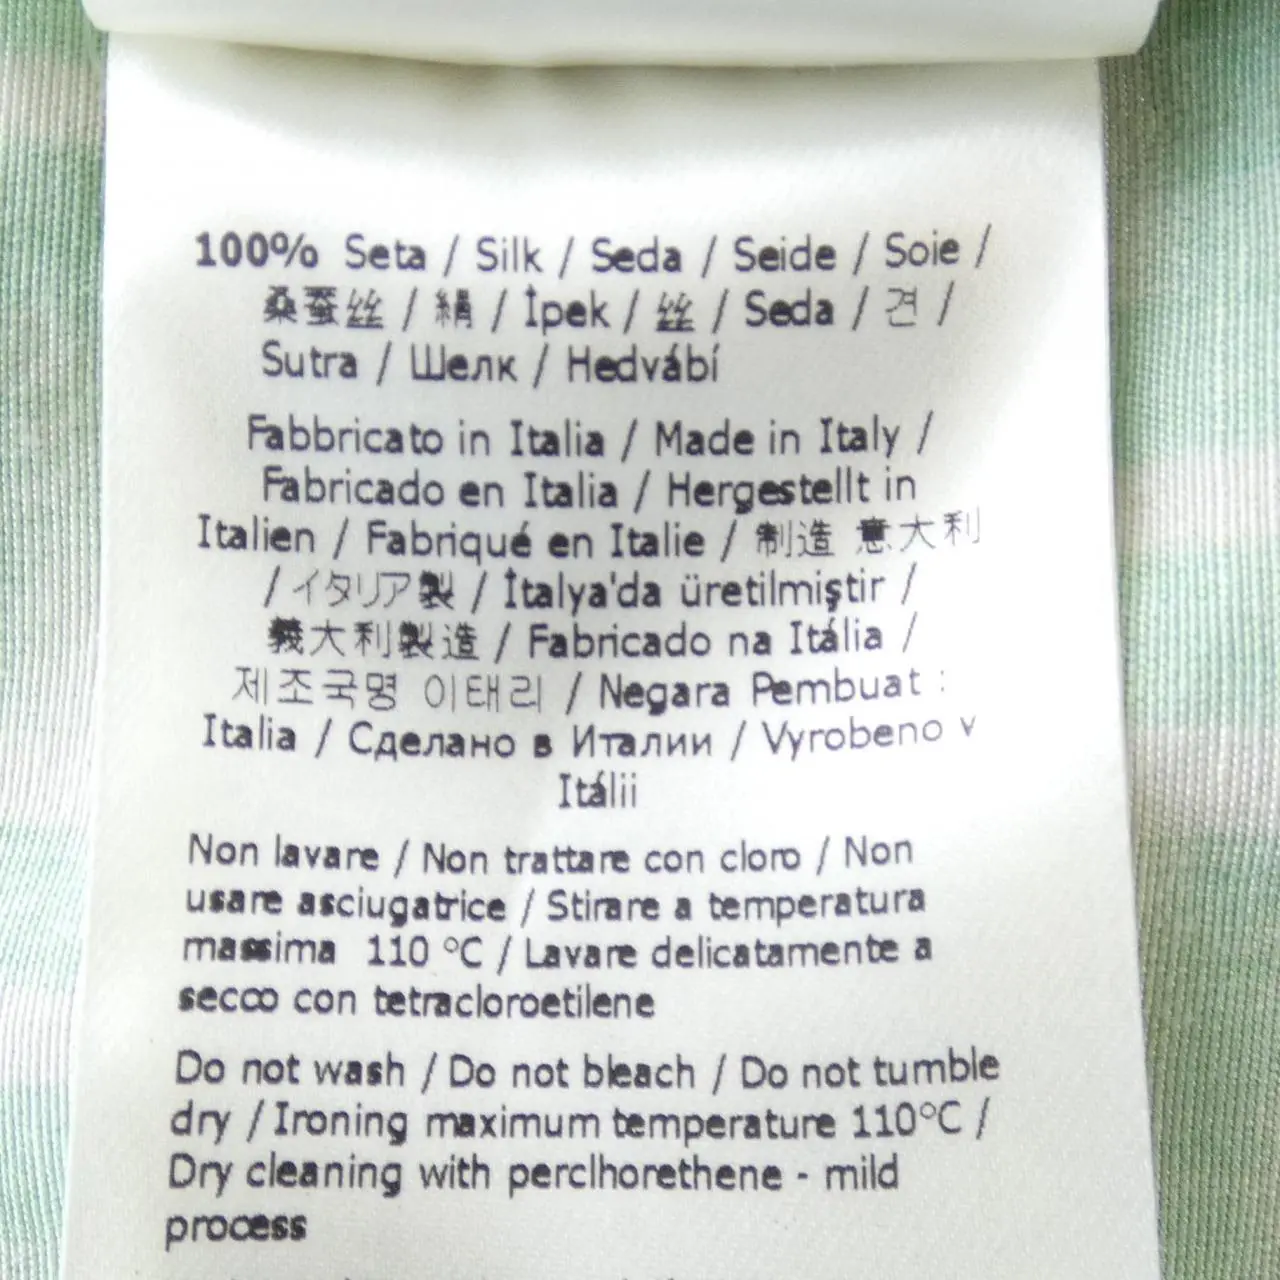 100% Seta / Silk / Seda / Seide / Soie /
桑蚕丝 / 絹 / İpek / 丝 / Seda / 견 /
Sutra / Шелк / Hedvábí
Fabbricato in Italia / Made in Italy /
Fabricado en Italia / Hergestellt in
Italien / Fabriqué en Italie / 制造 意大利
/ イタリア製 / İtalya'da üretilmiştir /
義大利製造 / Fabricado na Itália /
제조국명 이태리 / Negara Pembuat :
Italia / Сделано в Италии / Vyrobeno v
Itálii
Non lavare / Non trattare con cloro / Non
usare asciugatrice / Stirare a temperatura
massima 110 °C / Lavare delicatamente a
secco con tetracloroetilene
Do not wash / Do not bleach / Do not tumble
dry / Ironing maximum temperature 110°C /
Dry cleaning with perclhorethene - mild
process